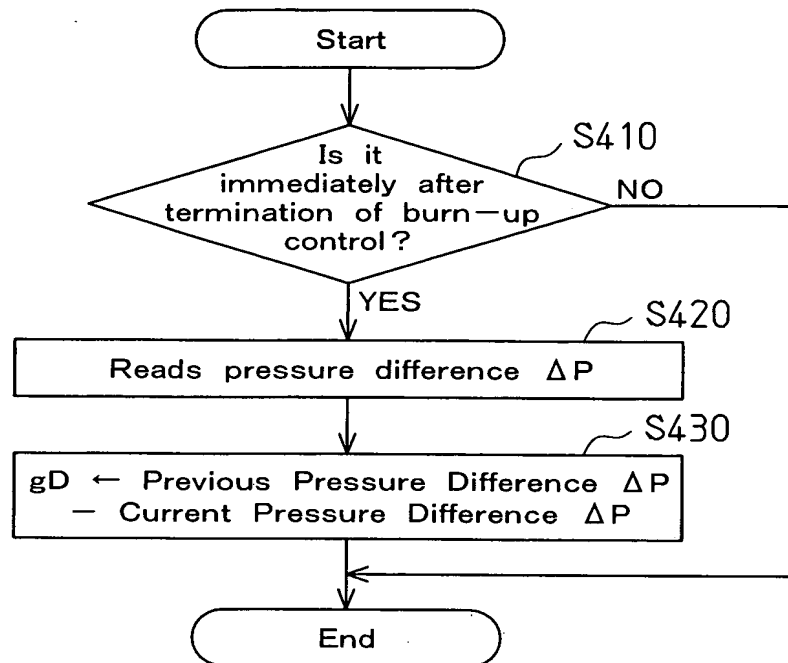 Start
S410
Is it
immediately after
termination of burn-up
control?
NO
YES
S420
Reads pressure difference ΔP
S430
gD ← Previous Pressure Difference ΔP
– Current Pressure Difference ΔP
End